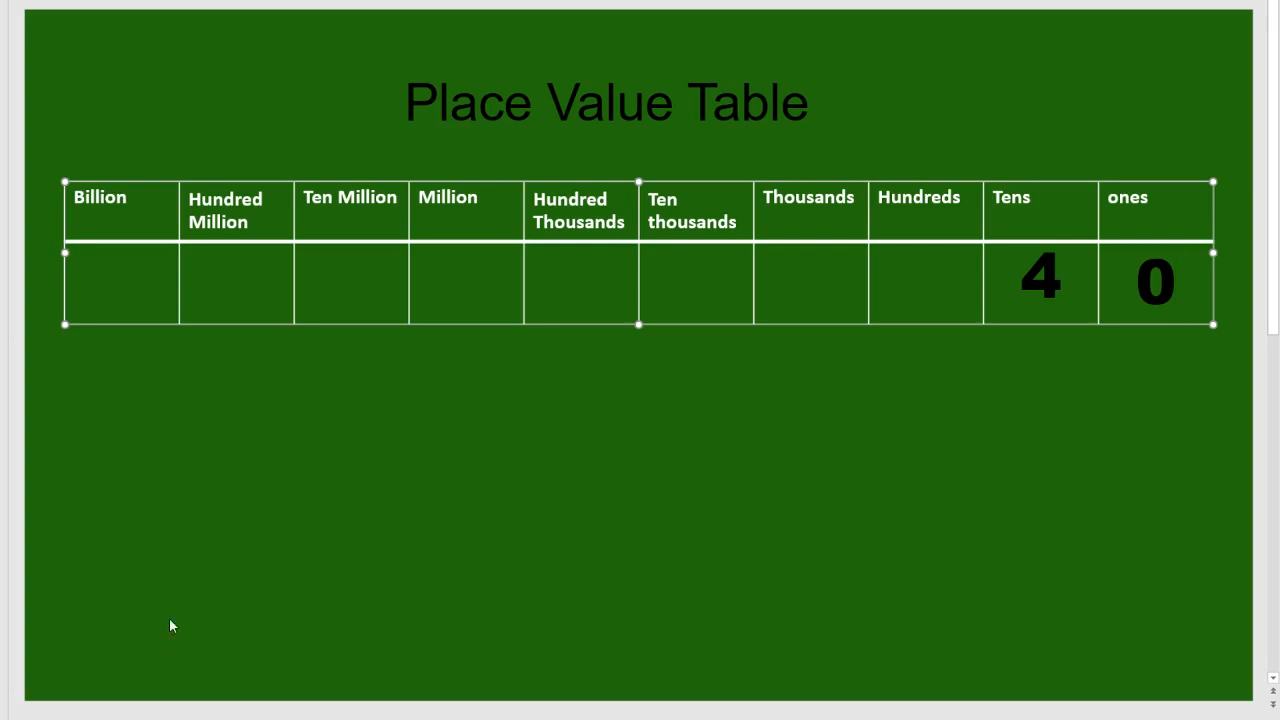 Place Value Table
Billion
Hundred
Million
Ten Million
Million
Hundred
Thousands
Ten
thousands
Thousands
Hundreds
Tens
ones
4
0